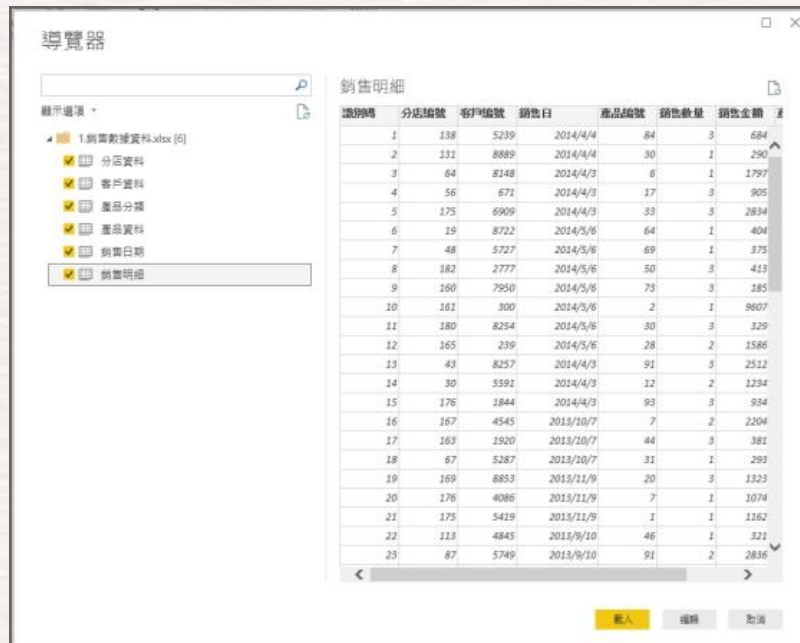 導覽器
顯示選項
1.銷售數據資料.xlsx [6]
分店資料
客戶資料
產品分類
產品資料
銷售日期
銷售明細
銷售明細
識別碼 分店編號 客戶編號 銷售日 產品編號 銷售數量 銷售金額
1 138 5239 2014/4/4 84 3 684
2 131 8889 2014/4/4 30 1 290
3 64 8148 2014/4/3 6 1 1797
4 56 671 2014/4/3 17 3 905
5 175 6909 2014/4/3 33 3 2834
6 19 8722 2014/5/6 64 1 404
7 48 5727 2014/5/6 69 1 375
8 182 2777 2014/5/6 50 3 413
9 160 7950 2014/5/6 73 3 185
10 161 300 2014/5/6 2 1 9607
11 180 8254 2014/5/6 30 3 329
12 165 239 2014/5/6 28 2 1586
13 43 8257 2014/4/3 91 3 2512
14 30 5591 2014/4/3 12 2 1234
15 176 1844 2014/4/3 93 3 934
16 167 4545 2013/10/7 7 2 2204
17 163 1920 2013/10/7 44 3 381
18 67 5287 2013/10/7 31 1 293
19 169 8853 2013/11/9 20 3 1323
20 176 4086 2013/11/9 7 1 1074
21 175 5419 2013/11/9 1 1 1162
22 113 4845 2013/9/10 46 1 321
23 87 5749 2013/9/10 91 2 2836
載入 編輯 取消